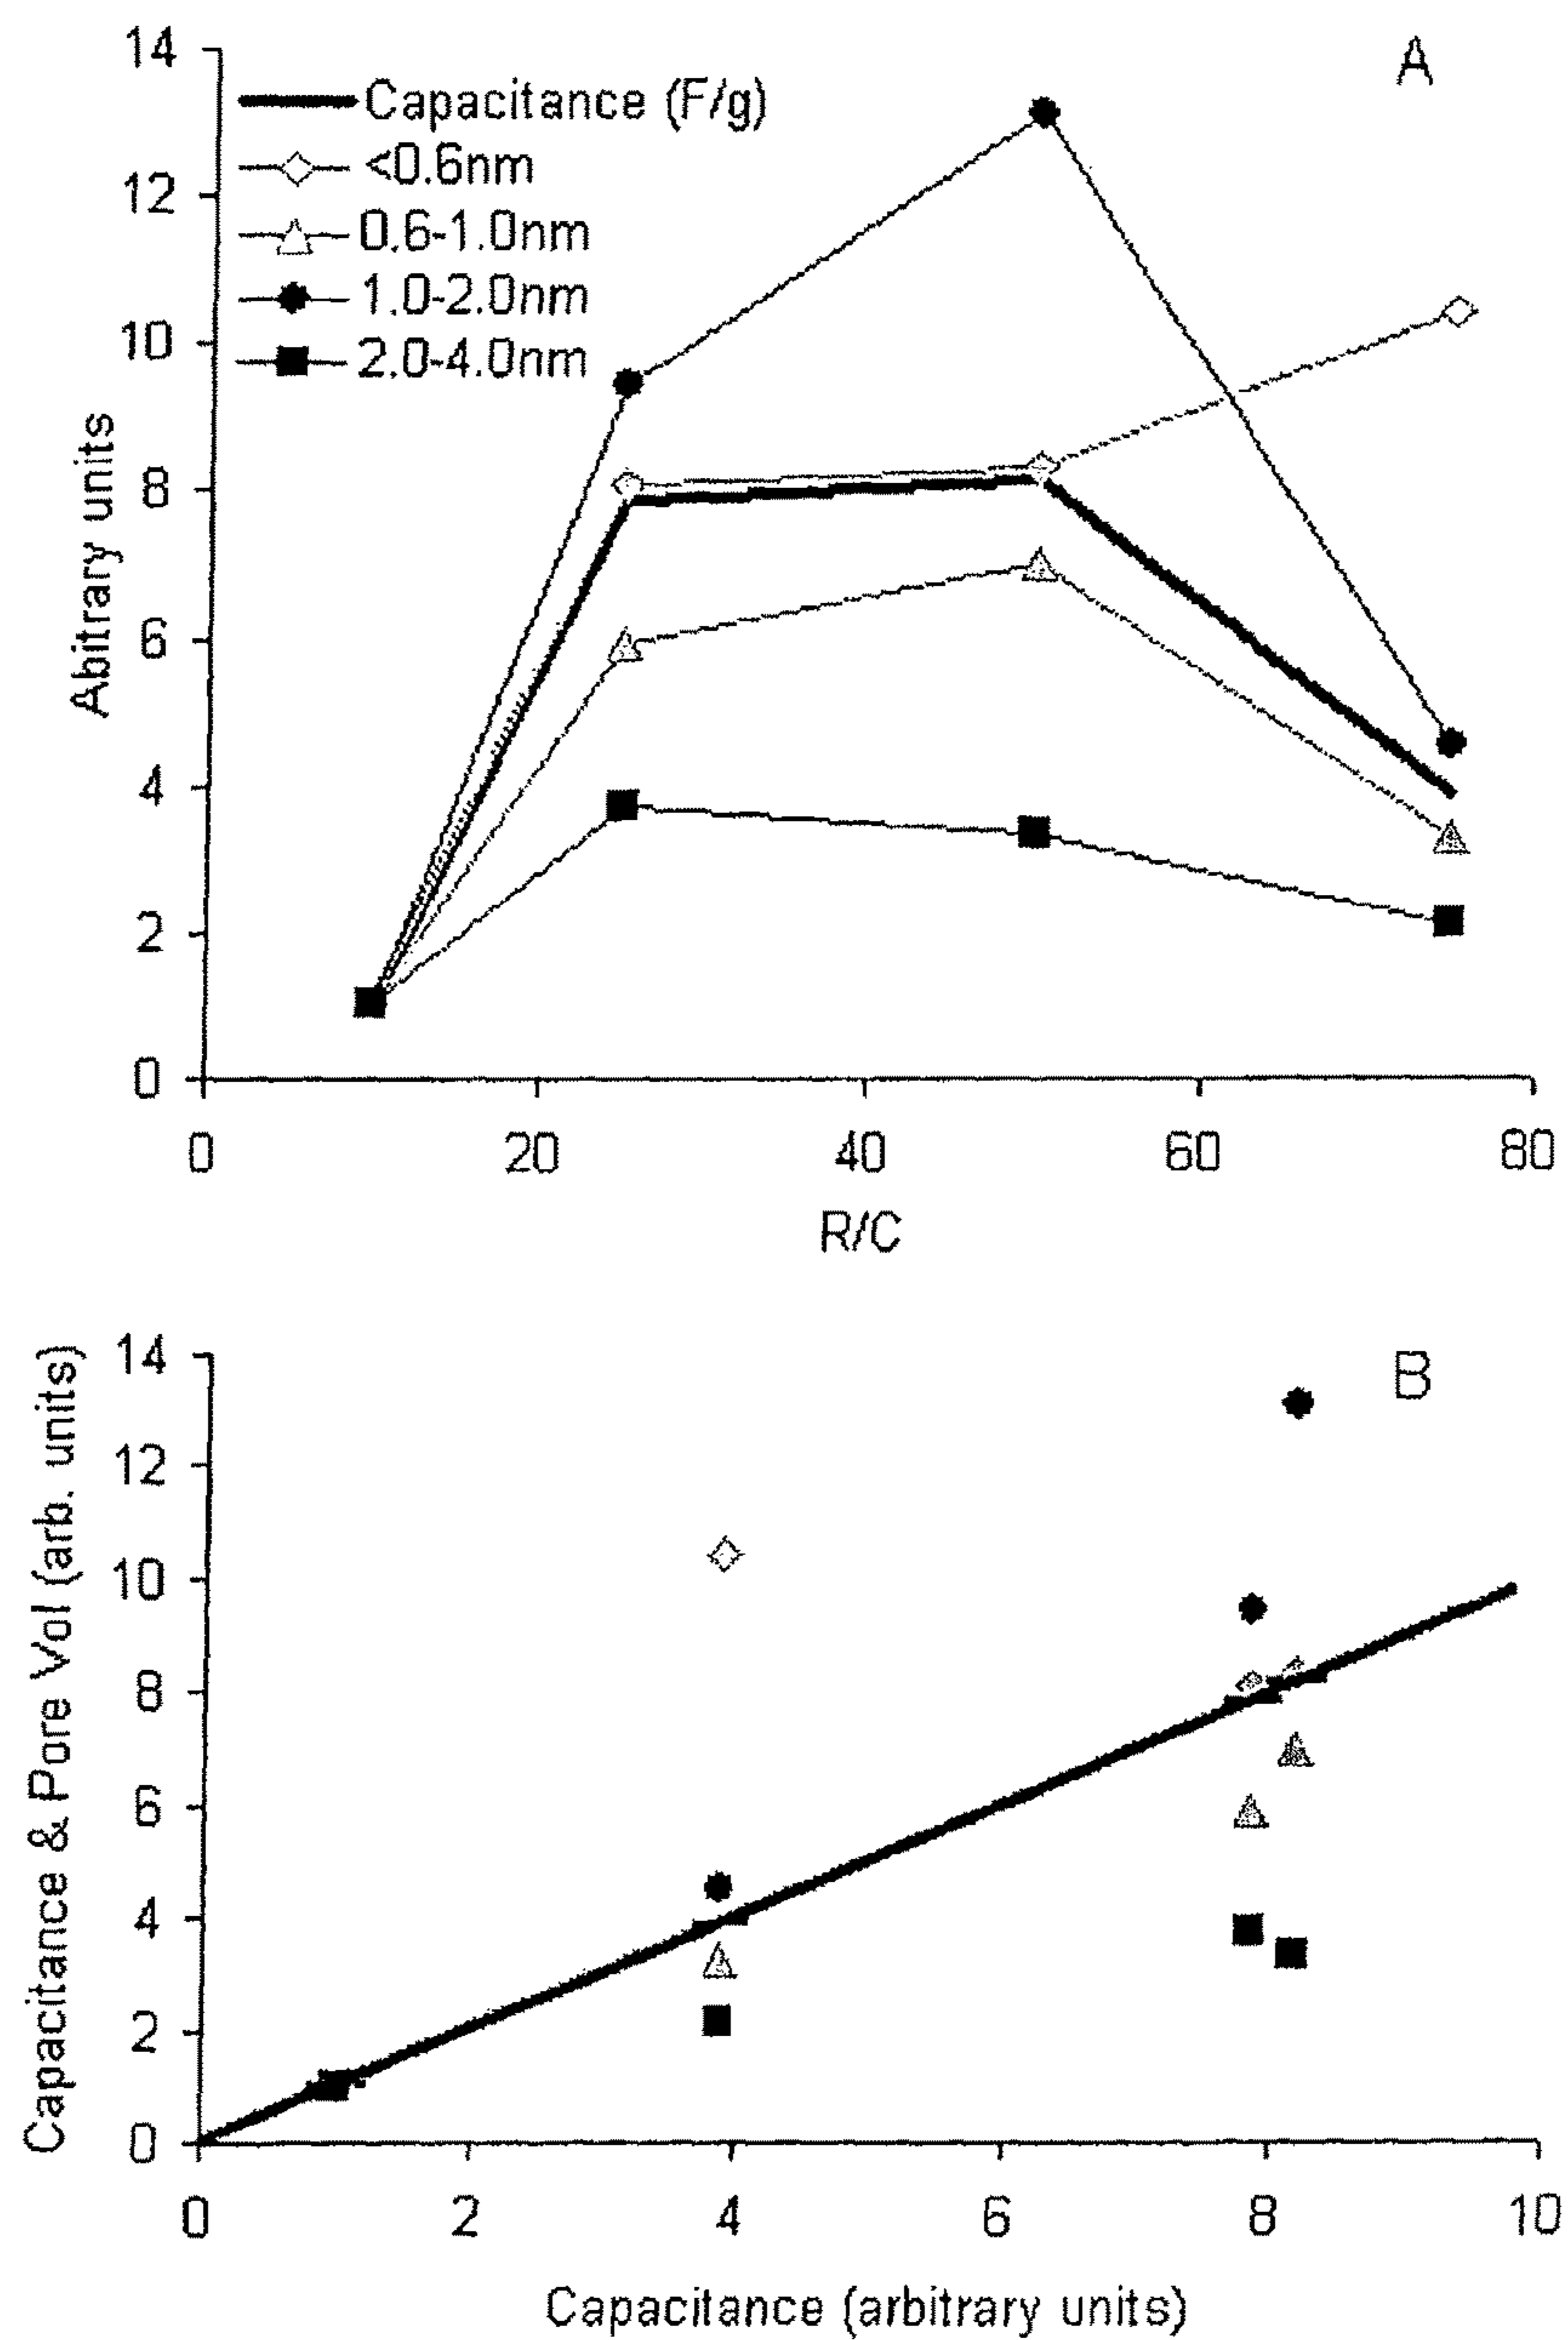 A
14
12
10
8
6
4
2
0
Abitrary units
Capacitance (F/g)
<0.6nm
0.6-1.0nm
1.0-2.0nm
2.0-4.0nm
0 20 40 60 80
R/C
B
14
12
10
8
6
4
2
0
Capacitance & Pore Vol (arb. units)
0 2 4 6 8 10
Capacitance (arbitrary units)